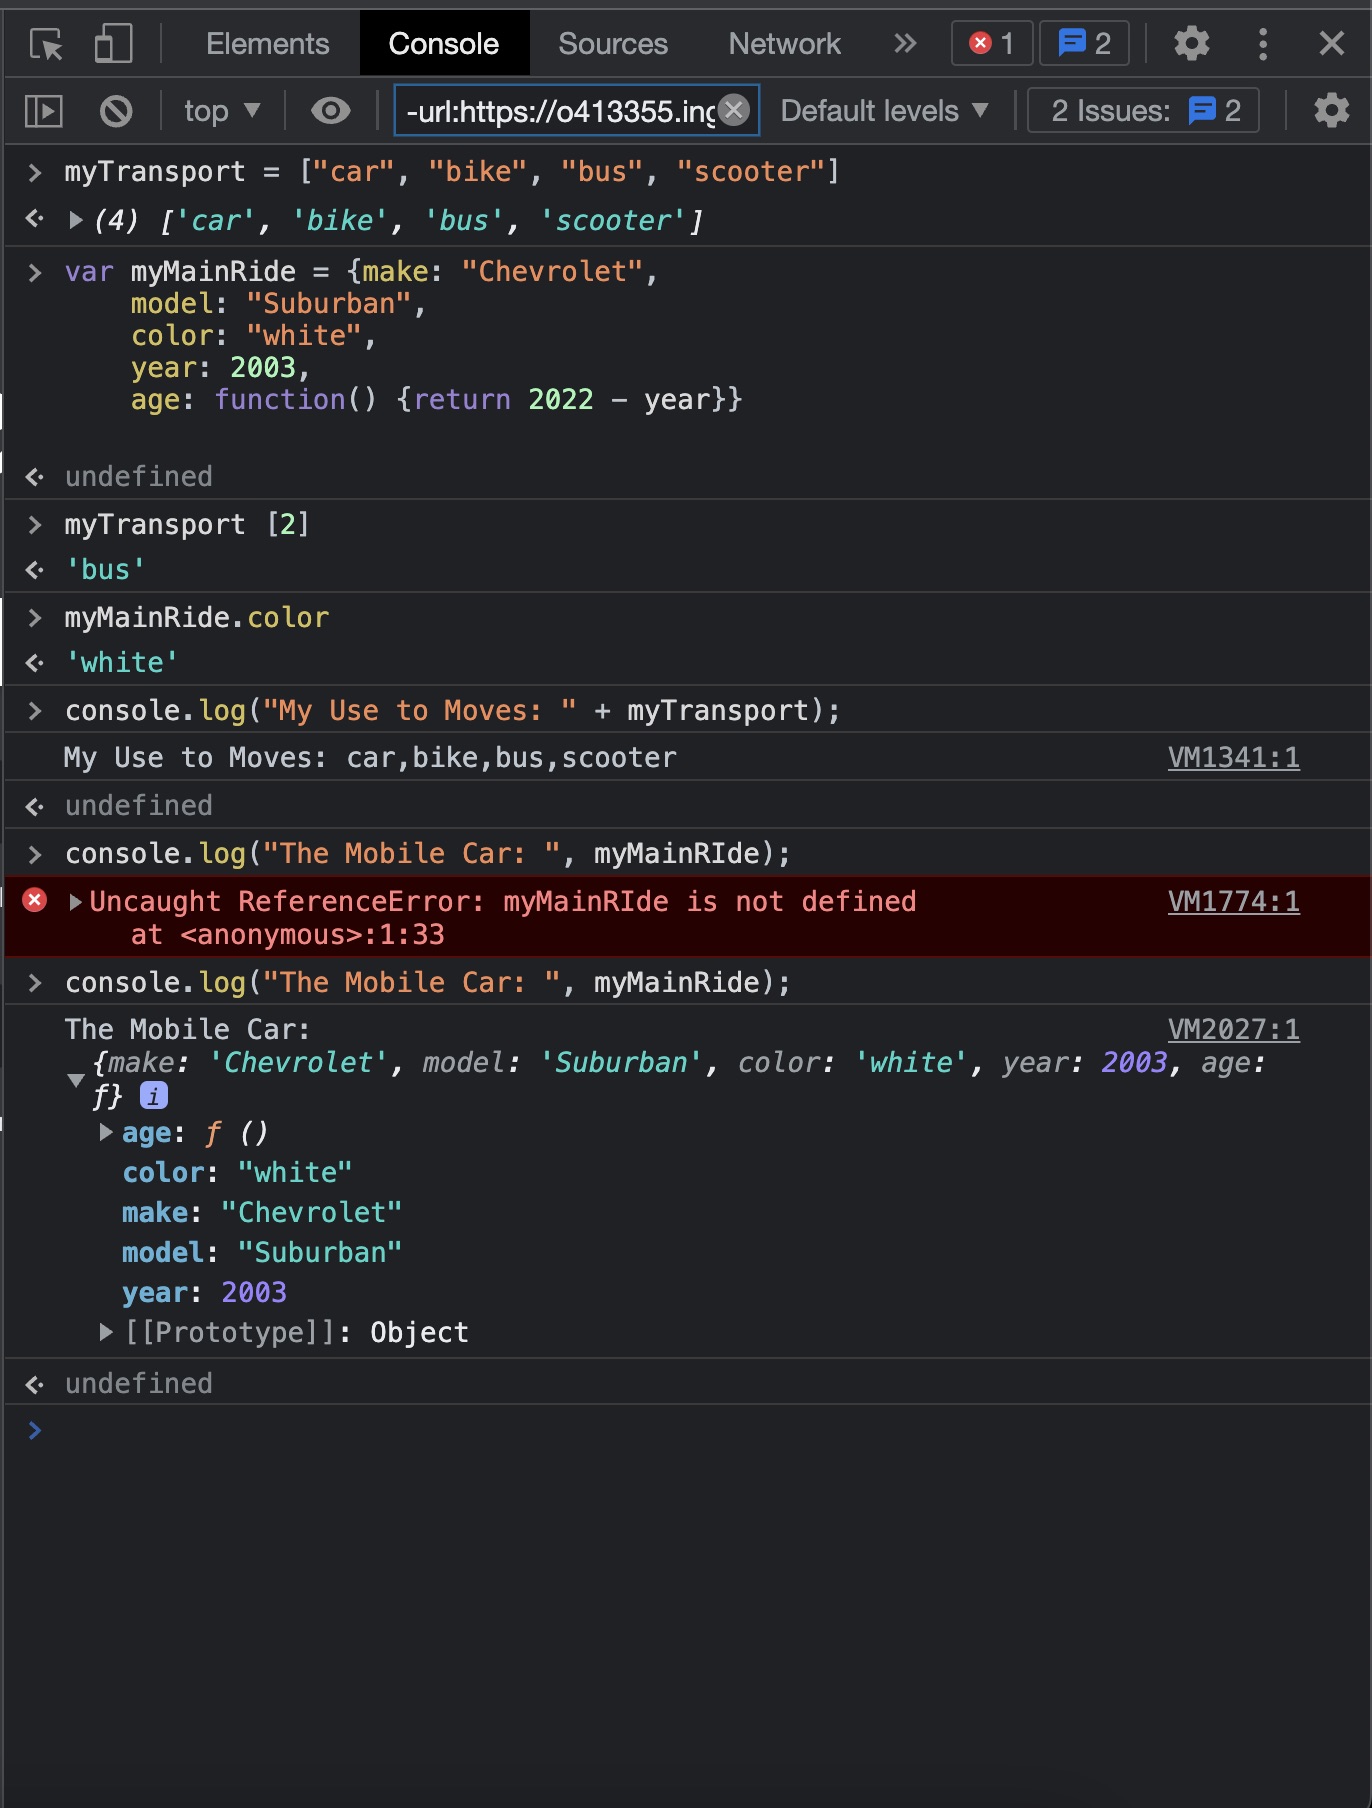 Elements Console Sources Network 1 2
top -url:https://o413355.ing Default levels 2 Issues: 2
myTransport = ["car", "bike", "bus", "scooter"]
(4) ['car', 'bike', 'bus', 'scooter']
var myMainRide = {make: "Chevrolet",
model: "Suburban",
color: "white",
year: 2003,
age: function() {return 2022 - year}}
undefined
myTransport [2]
'bus'
myMainRide.color
'white'
console.log("My Use to Moves: " + myTransport);
My Use to Moves: car,bike,bus,scooter VM1341:1
undefined
console.log("The Mobile Car: ", myMainRIde);
Uncaught ReferenceError: myMainRIde is not defined VM1774:1
at <anonymous>:1:33
console.log("The Mobile Car: ", myMainRide);
The Mobile Car: VM2027:1
{make: 'Chevrolet', model: 'Suburban', color: 'white', year: 2003, age:
ƒ} i
age: ƒ ()
color: "white"
make: "Chevrolet"
model: "Suburban"
year: 2003
[[Prototype]]: Object
undefined